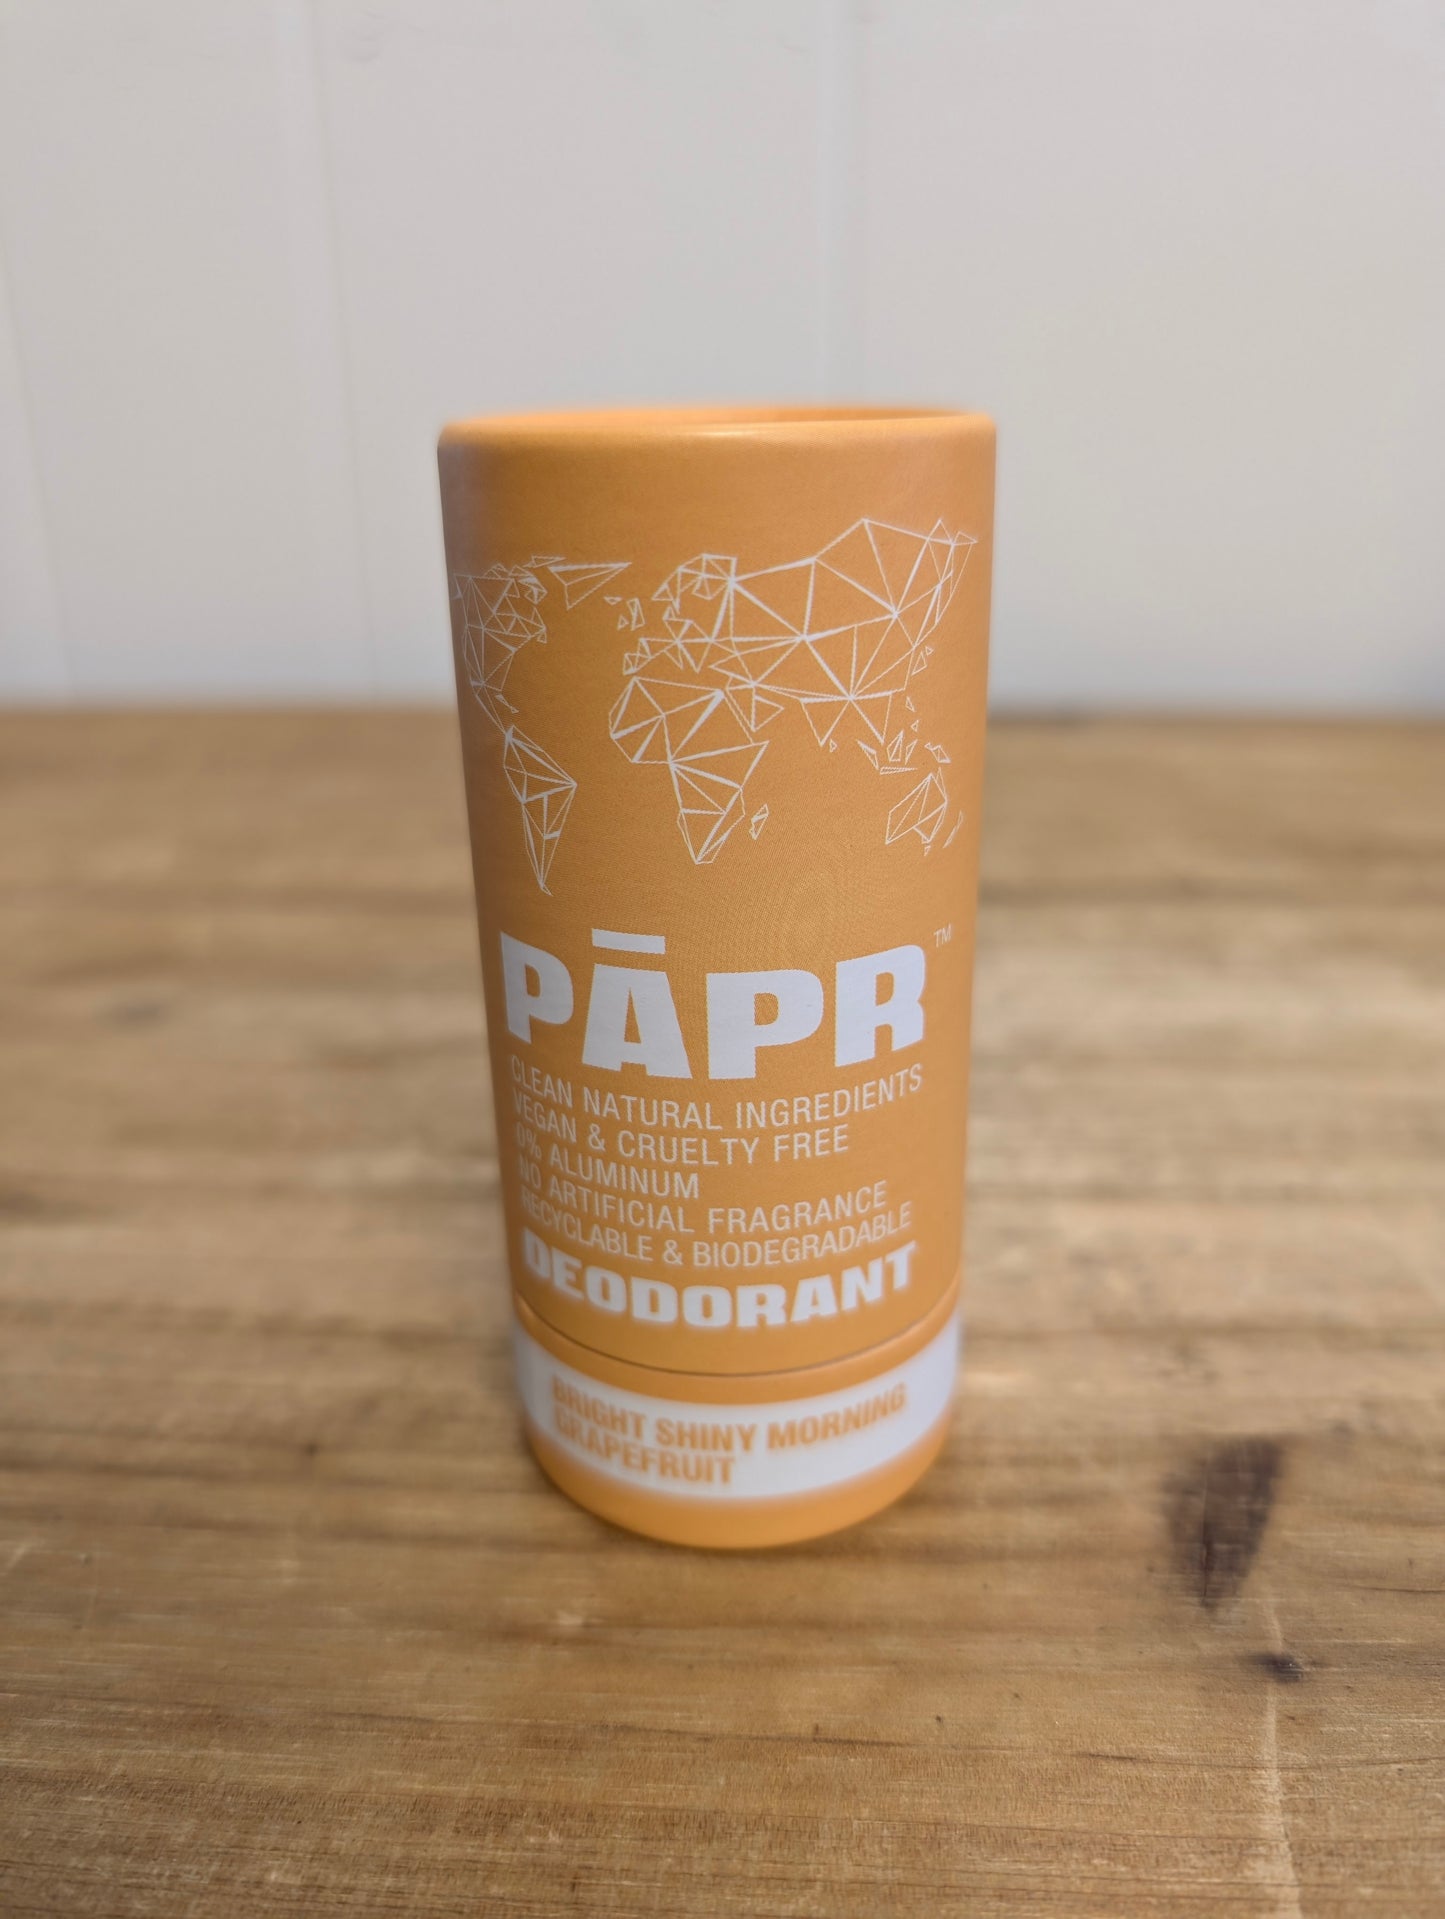 PĀPR™
CLEAN NATURAL INGREDIENTS
VEGAN & CRUELTY FREE
0% ALUMINUM
NO ARTIFICIAL FRAGRANCE
RECYCLABLE & BIODEGRADABLE
DEODORANT
BRIGHT SHINY MORNING
GRAPEFRUIT